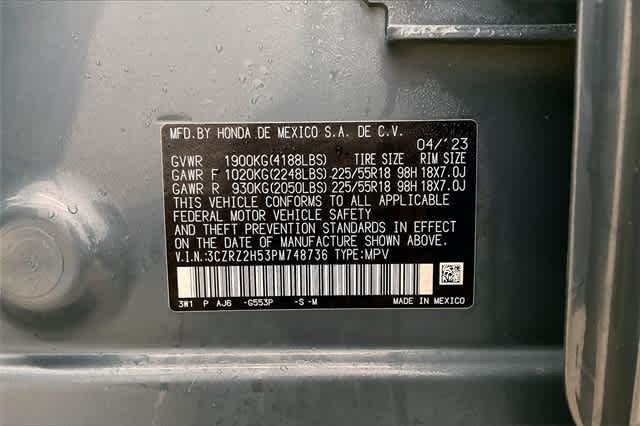 MFD.BY HONDA DE MEXICO S.A. DE C.V.
04/'23
GVWR 1900KG(4188LBS) TIRE SIZE RIM SIZE
GAWR F 1020KG(2248LBS) 225/55R18 98H 18X7.0J
GAWR R 930KG(2050LBS) 225/55R18 98H 18X7.0J
THIS VEHICLE CONFORMS TO ALL APPLICABLE
FEDERAL MOTOR VEHICLE SAFETY
AND THEFT PREVENTION STANDARDS IN EFFECT
ON THE DATE OF MANUFACTURE SHOWN ABOVE.
V.I.N.:3CZRZ2H53PM748736 TYPE:MPV
3W1 P AJ6 -G553P -S -M MADE IN MEXICO